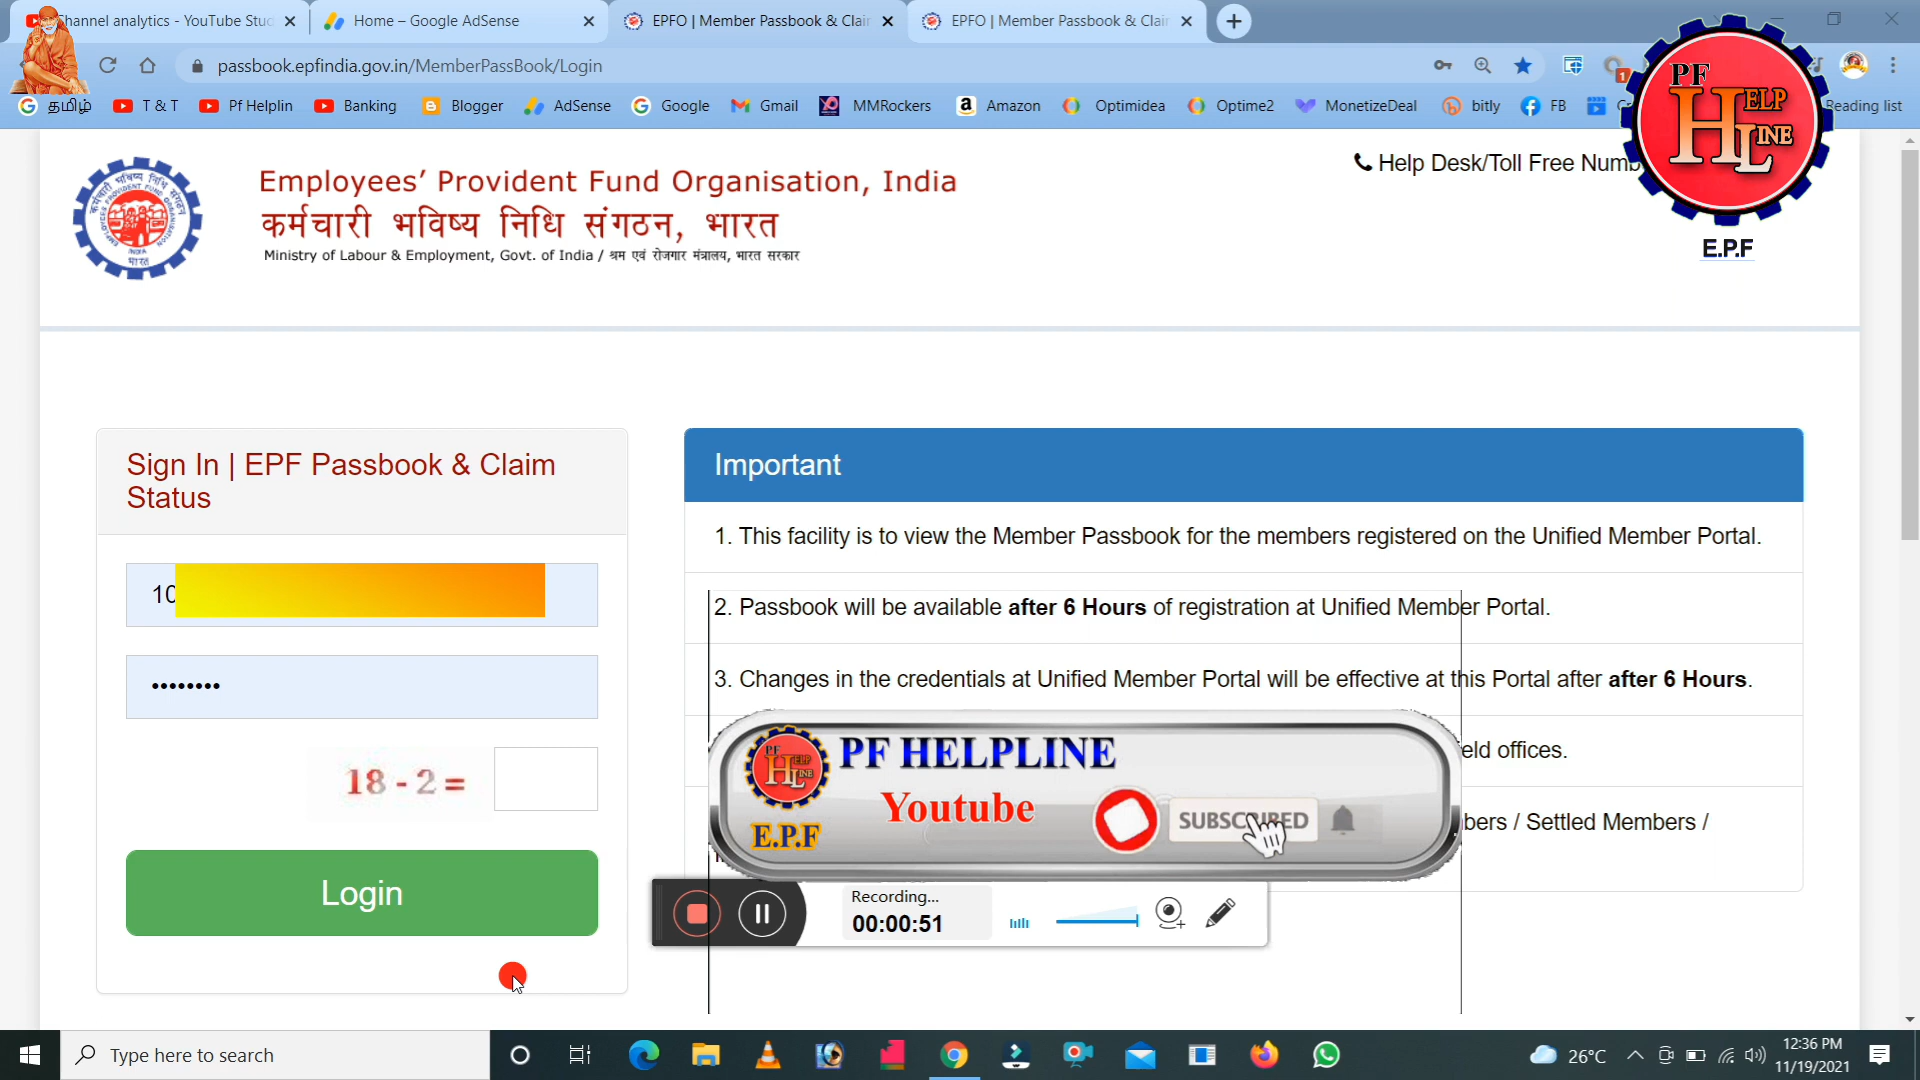 Channel analytics - YouTube Stud
Home – Google AdSense
EPFO | Member Passbook & Clair
EPFO | Member Passbook & Clair
passbook.epfindia.gov.in/MemberPassBook/Login
1
தமிழ்
T & T
Pf Helplin
Banking
Blogger
AdSense
Google
Gmail
MMRockers
Amazon
Optimidea
Optime2
MonetizeDeal
bitly
FB
Reading list
PF
HELP
LINE
E.P.F
Employees' Provident Fund Organisation, India
कर्मचारी भविष्य निधि संगठन, भारत
Ministry of Labour & Employment, Govt. of India / श्रम एवं रोजगार मंत्रालय, भारत सरकार
Help Desk/Toll Free Numb
Sign In | EPF Passbook & Claim
Status
10
••••••••
18 - 2 =
Login
Important
1. This facility is to view the Member Passbook for the members registered on the Unified Member Portal.
2. Passbook will be available after 6 Hours of registration at Unified Member Portal.
3. Changes in the credentials at Unified Member Portal will be effective at this Portal after after 6 Hours.
eld offices.
bers / Settled Members /
PF HELPLINE
Youtube
SUBSCRIBED
PF
HELP
LINE
E.P.F
Recording...
00:00:51
Type here to search
26°C
12:36 PM
11/19/2021